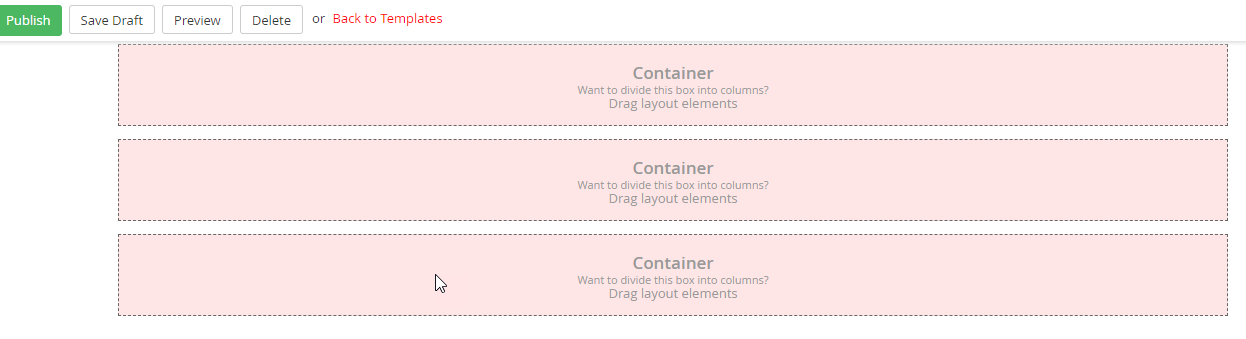 Publish Save Draft Preview Delete or Back to Templates
Container
Want to divide this box into columns?
Drag layout elements
Container
Want to divide this box into columns?
Drag layout elements
Container
Want to divide this box into columns?
Drag layout elements